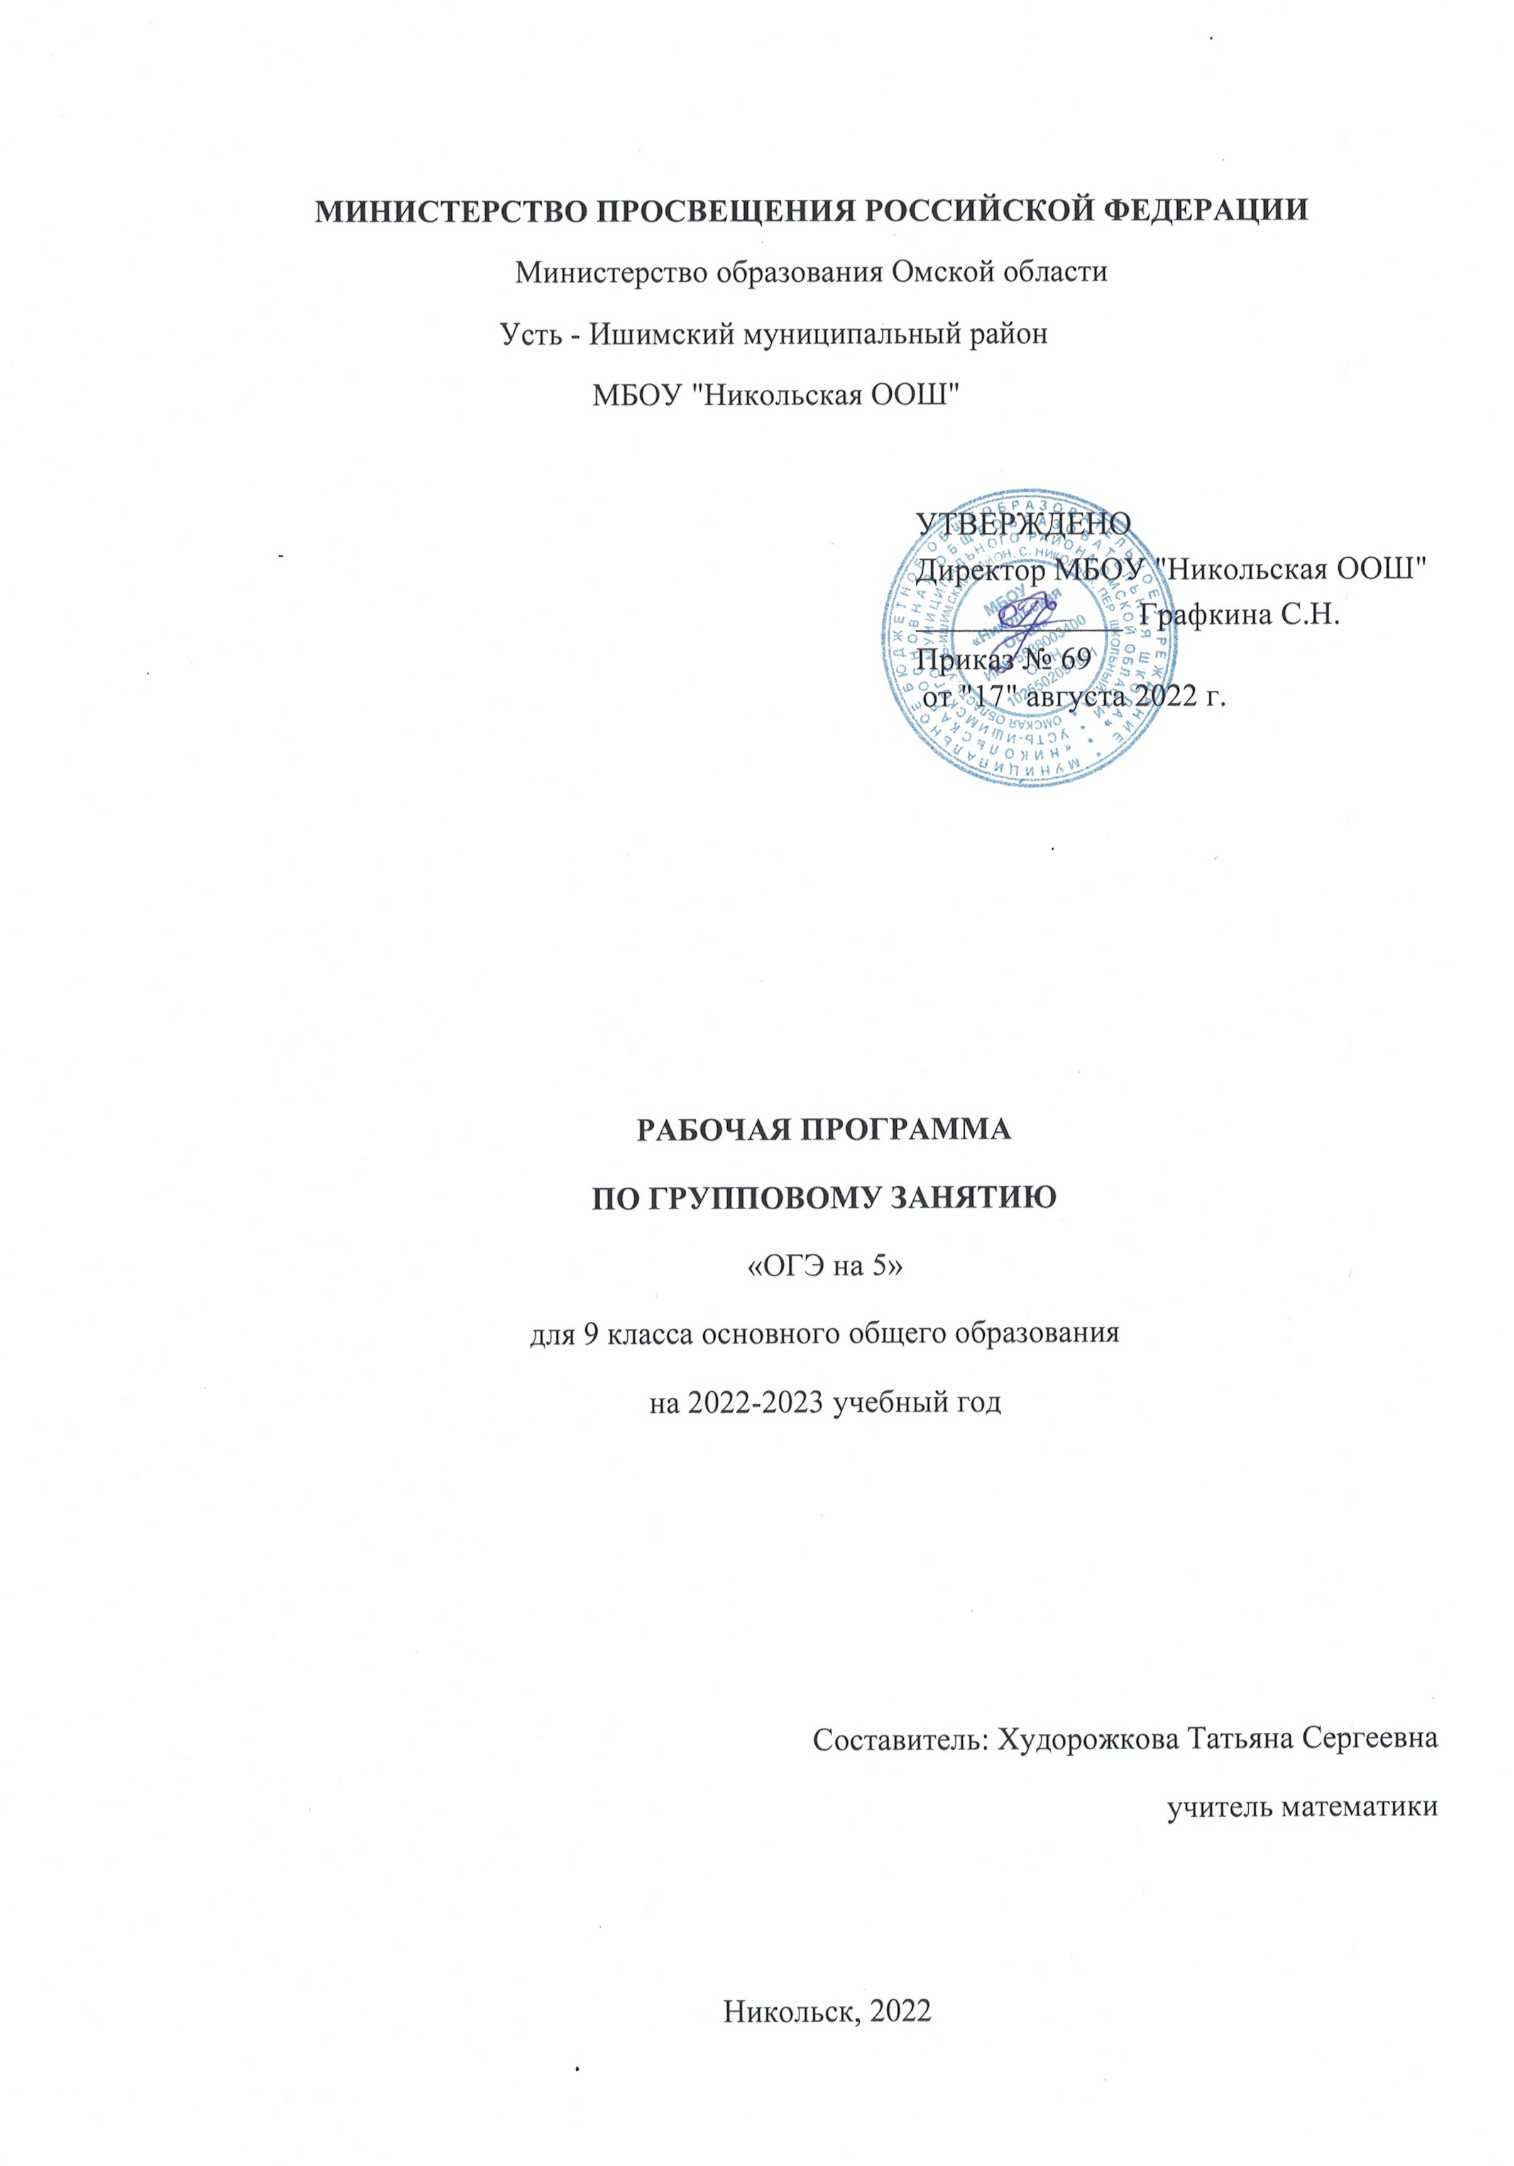 МИНИСТЕРСТВО ПРОСВЕЩЕНИЯ РОССИЙСКОЙ ФЕДЕРАЦИИ
Министерство образования Омской области
Усть - Ишимский муниципальный район
МБОУ "Никольская ООШ"
УТВЕРЖДЕНО
Директор МБОУ "Никольская ООШ"
Графкина С.Н.
Приказ № 69
от "17" августа 2022 г.
МБОУ
«Никольская
РАБОЧАЯ ПРОГРАММА
ПО ГРУППОВОМУ ЗАНЯТИЮ
«ОГЭ на 5»
для 9 класса основного общего образования
на 2022-2023 учебный год
Составитель: Худорожкова Татьяна Сергеевна
учитель математики
Никольск, 2022